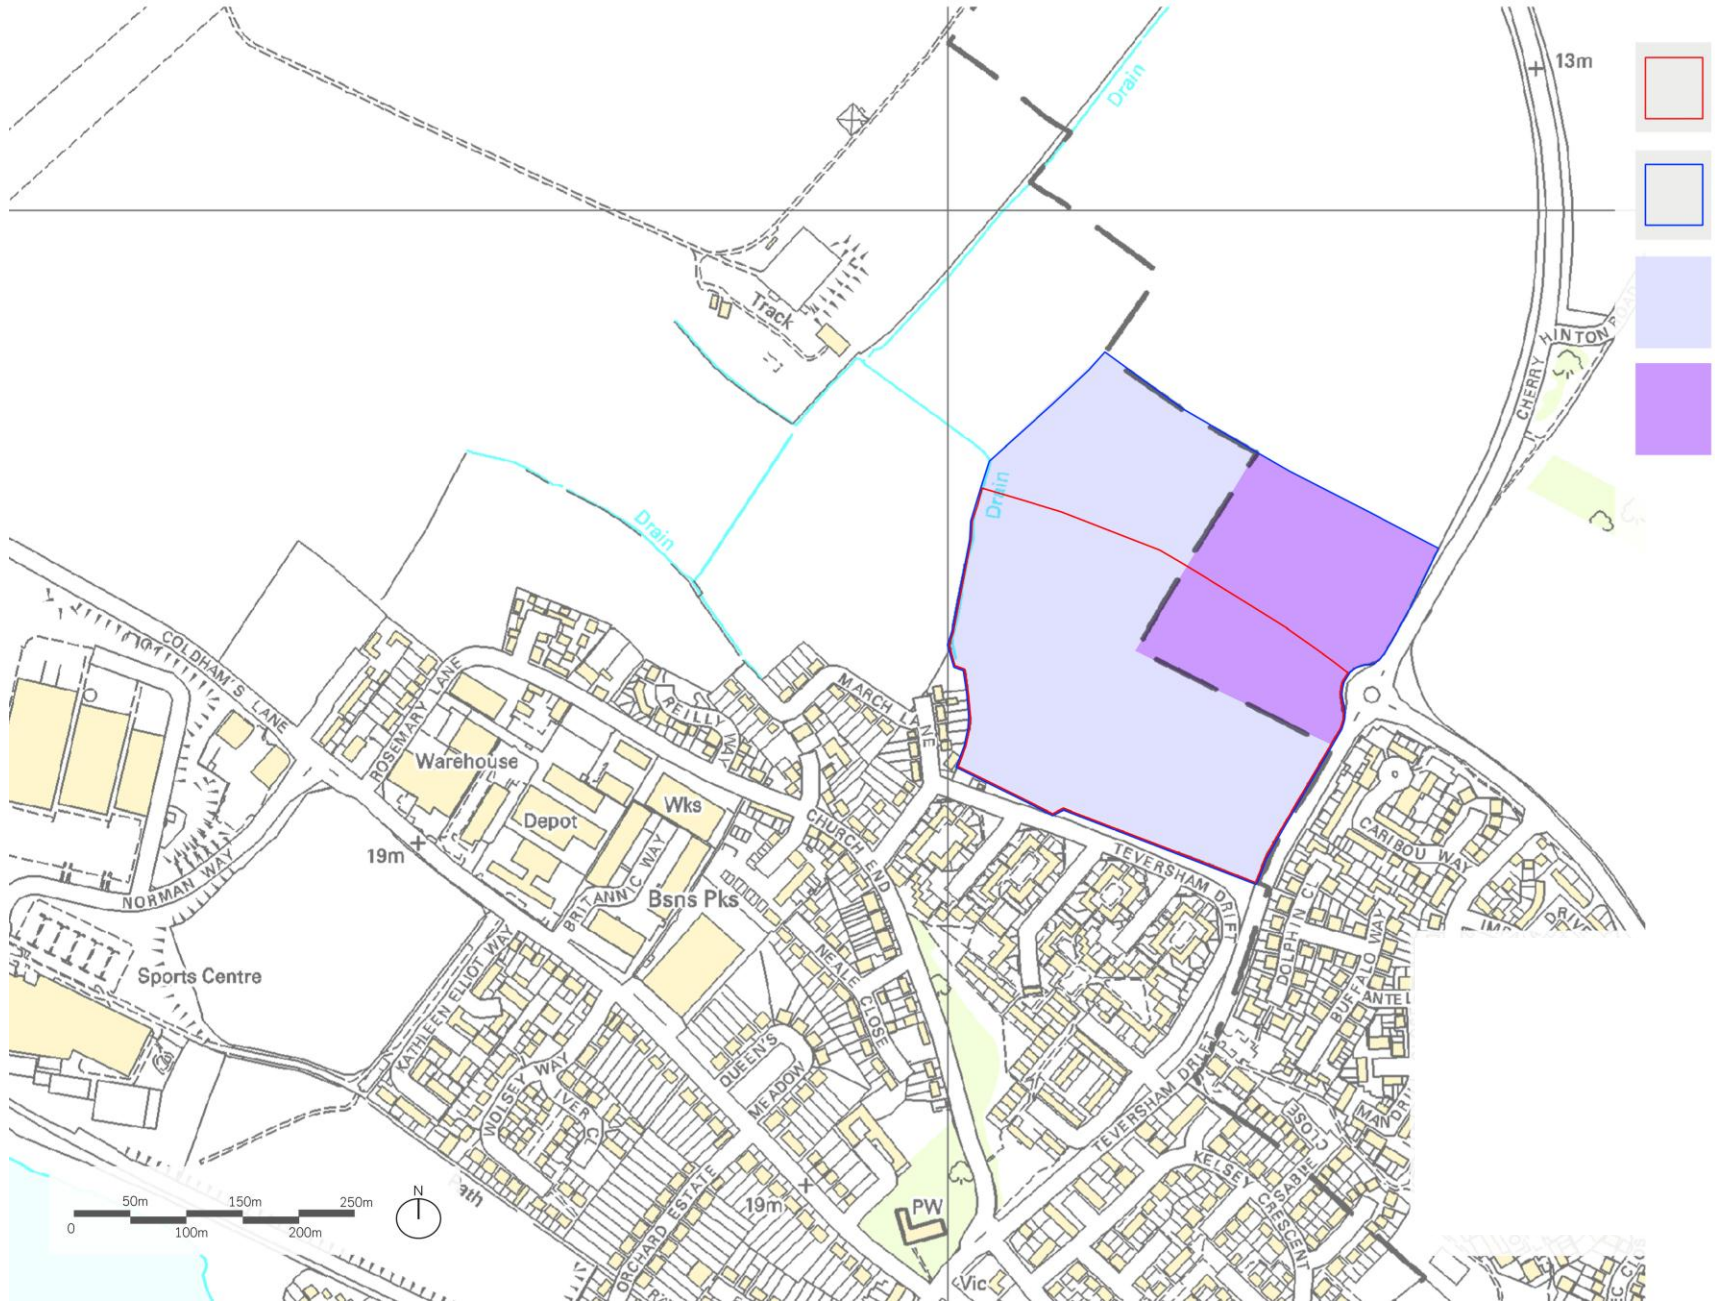 13m
Drain
HINTON
CHERRY
Track
Drain
Drain
COLDHAM'S LANE
ROSEMARY LANE
REILLY WAY
MARCH LANE
Warehouse
Wks
Depot
19m
CHURCH END
BRITANNIC WAY
Bsns Pks
NORMAN WAY
TEVERSHAM DRIFT
CARIBOU WAY
DOLPHIN CL
BUFFALO WAY
Sports Centre
KATHLEEN ELLIOT WAY
NEALE CLOSE
QUEEN'S MEADOW
WOLSEY WAY
TEVERSHAM DRIFT
CLOSE
SABLE
KELSEY CRESCENT
ORCHARD ESTATE
Path
19m
PW
Vic
N
50m 150m 250m
0 100m 200m